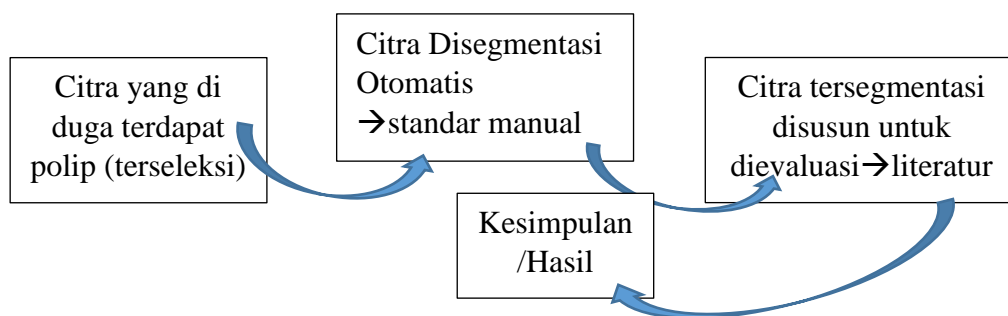 Citra yang di
duga terdapat
polip (terseleksi)
Citra Disegmentasi
Otomatis
→standar manual
Citra tersegmentasi
disusun untuk
dievaluasi→literatur
Kesimpulan
/Hasil